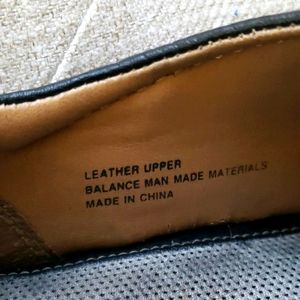 LEATHER UPPER
BALANCE MAN MADE MATERIALS
MADE IN CHINA